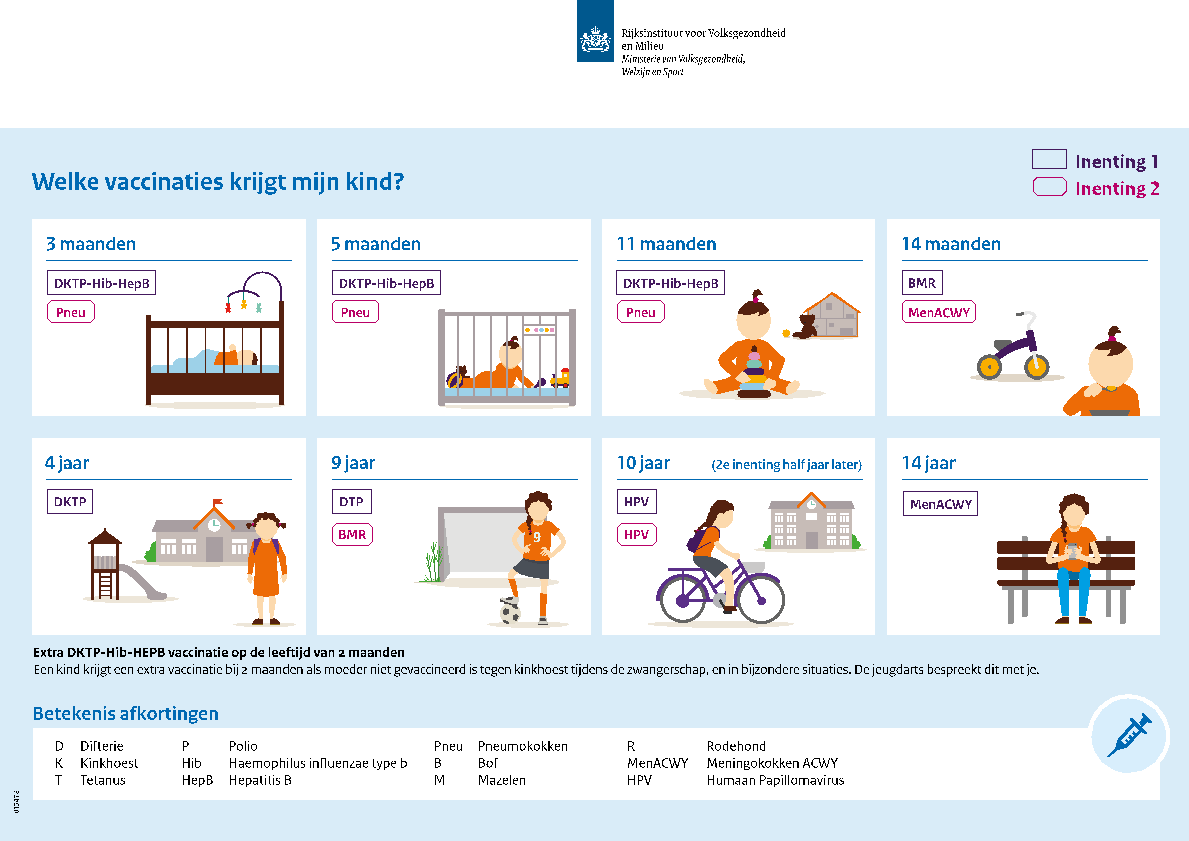 Rijksinstituut voor Volksgezondheid
en Milieu
Ministerie van Volksgezondheid,
Welzijn en Sport
Inenting 1
Inenting 2
Welke vaccinaties krijgt mijn kind?
3 maanden
DKTP-Hib-HepB
Pneu
5 maanden
DKTP-Hib-HepB
Pneu
11 maanden
DKTP-Hib-HepB
Pneu
14 maanden
BMR
MenACWY
4 jaar
DKTP
9 jaar
DTP
BMR
9
10 jaar (2e inenting half jaar later)
HPV
HPV
14 jaar
MenACWY
Extra DKTP-Hib-HEPB vaccinatie op de leeftijd van 2 maanden
Een kind krijgt een extra vaccinatie bij 2 maanden als moeder niet gevaccineerd is tegen kinkhoest tijdens de zwangerschap, en in bijzondere situaties. De jeugdarts bespreekt dit met je.
Betekenis afkortingen
D Difterie P Polio Pneu Pneumokokken R Rodehond
K Kinkhoest Hib Haemophilus influenzae type b B Bof MenACWY Meningokokken ACWY
T Tetanus HepB Hepatitis B M Mazelen HPV Humaan Papillomavirus